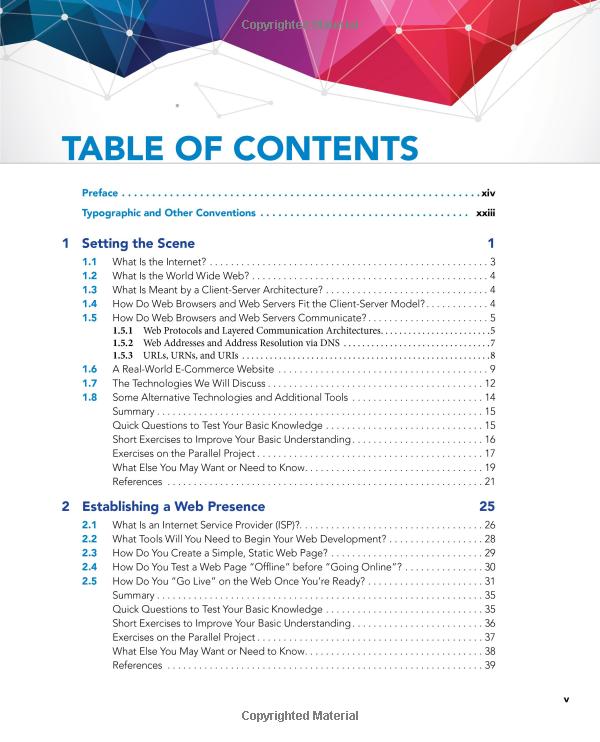 Copyrighted Material
TABLE OF CONTENTS
Preface . . . . . . . . . . . . . . . . . . . . . . . . . . . . . . . . . . . . . . . . xiv
Typographic and Other Conventions . . . . . . . . . . . . . . . . . . . . . . . . xxiii
1 Setting the Scene 1
1.1 What Is the Internet? . . . . . . . . . . . . . . . . . . . . . . . . 3
1.2 What Is the World Wide Web? . . . . . . . . . . . . . . . . . . . . 4
1.3 What Is Meant by a Client-Server Architecture? . . . . . . . . . . . . 4
1.4 How Do Web Browsers and Web Servers Fit the Client-Server Model? . . . . 4
1.5 How Do Web Browsers and Web Servers Communicate? . . . . . . . . . . 5
1.5.1 Web Protocols and Layered Communication Architectures. . . . . . . . 5
1.5.2 Web Addresses and Address Resolution via DNS . . . . . . . . . . . . 7
1.5.3 URLs, URNs, and URIs . . . . . . . . . . . . . . . . . . . . . . 8
1.6 A Real-World E-Commerce Website . . . . . . . . . . . . . . . . . . 9
1.7 The Technologies We Will Discuss . . . . . . . . . . . . . . . . . . 12
1.8 Some Alternative Technologies and Additional Tools . . . . . . . . . . 14
Summary . . . . . . . . . . . . . . . . . . . . . . . . . . . . . . 15
Quick Questions to Test Your Basic Knowledge . . . . . . . . . . . . . 15
Short Exercises to Improve Your Basic Understanding . . . . . . . . . . 16
Exercises on the Parallel Project . . . . . . . . . . . . . . . . . . . . 17
What Else You May Want or Need to Know. . . . . . . . . . . . . . . . 19
References . . . . . . . . . . . . . . . . . . . . . . . . . . . . . 21
2 Establishing a Web Presence 25
2.1 What Is an Internet Service Provider (ISP)?. . . . . . . . . . . . . . . 26
2.2 What Tools Will You Need to Begin Your Web Development? . . . . . . . 28
2.3 How Do You Create a Simple, Static Web Page? . . . . . . . . . . . . 29
2.4 How Do You Test a Web Page “Offline” before “Going Online”? . . . . . . 30
2.5 How Do You “Go Live” on the Web Once You’re Ready? . . . . . . . . . 31
Summary . . . . . . . . . . . . . . . . . . . . . . . . . . . . . . 35
Quick Questions to Test Your Basic Knowledge . . . . . . . . . . . . . 35
Short Exercises to Improve Your Basic Understanding . . . . . . . . . . 36
Exercises on the Parallel Project . . . . . . . . . . . . . . . . . . . . 37
What Else You May Want or Need to Know. . . . . . . . . . . . . . . . 38
References . . . . . . . . . . . . . . . . . . . . . . . . . . . . . 39
v
Copyrighted Material